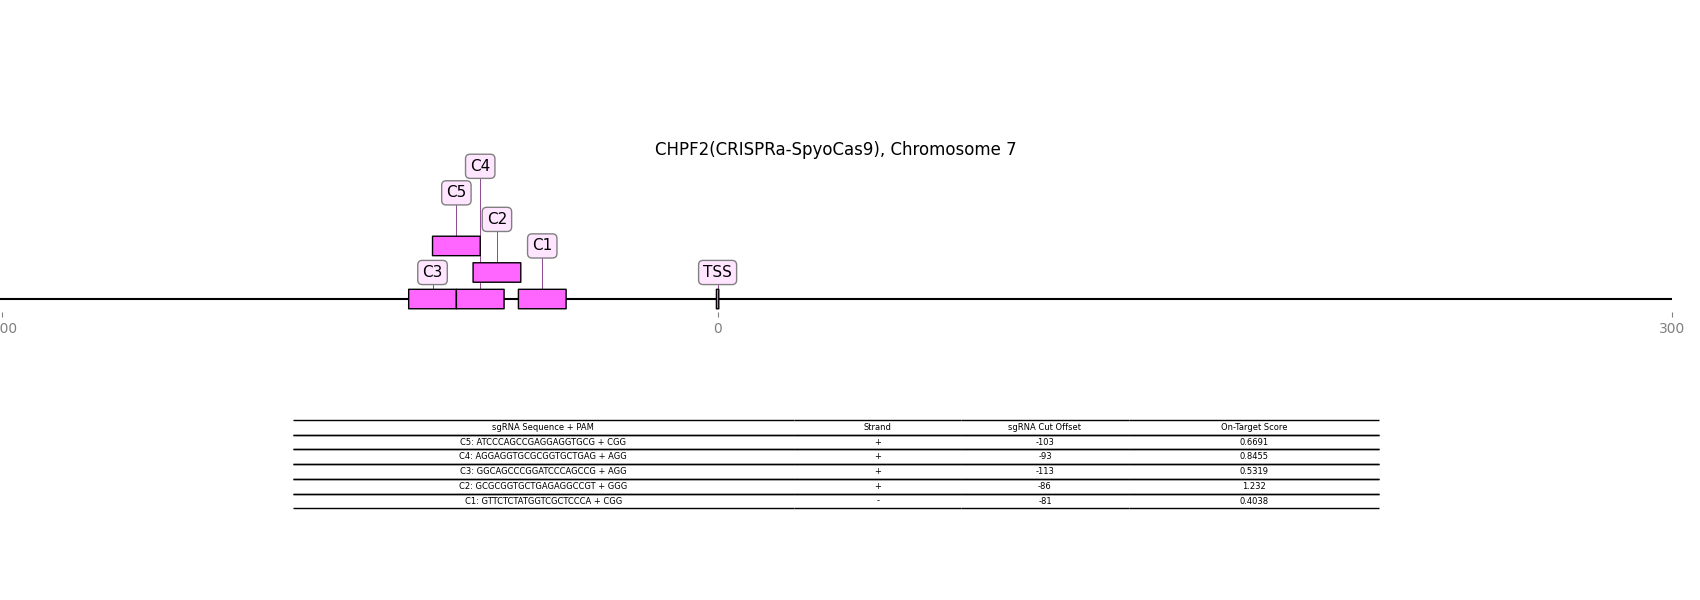 CHPF2(CRISPRa-SpyoCas9), Chromosome 7
C4
C5
C2
C1
C3
TSS
00
0
300
sgRNA Sequence + PAM Strand sgRNA Cut Offset On-Target Score
C5: ATCCCAGCCGAGGAGGTGCG + CGG + -103 0.6691
C4: AGGAGGTGCGCGGTGCTGAG + AGG + -93 0.8455
C3: GGCAGCCCGGATCCCAGCCG + AGG + -113 0.5319
C2: GCGCGGTGCTGAGAGGCCGT + GGG + -86 1.232
C1: GTTCTCTATGGTCGCTCCCA + CGG - -81 0.4038